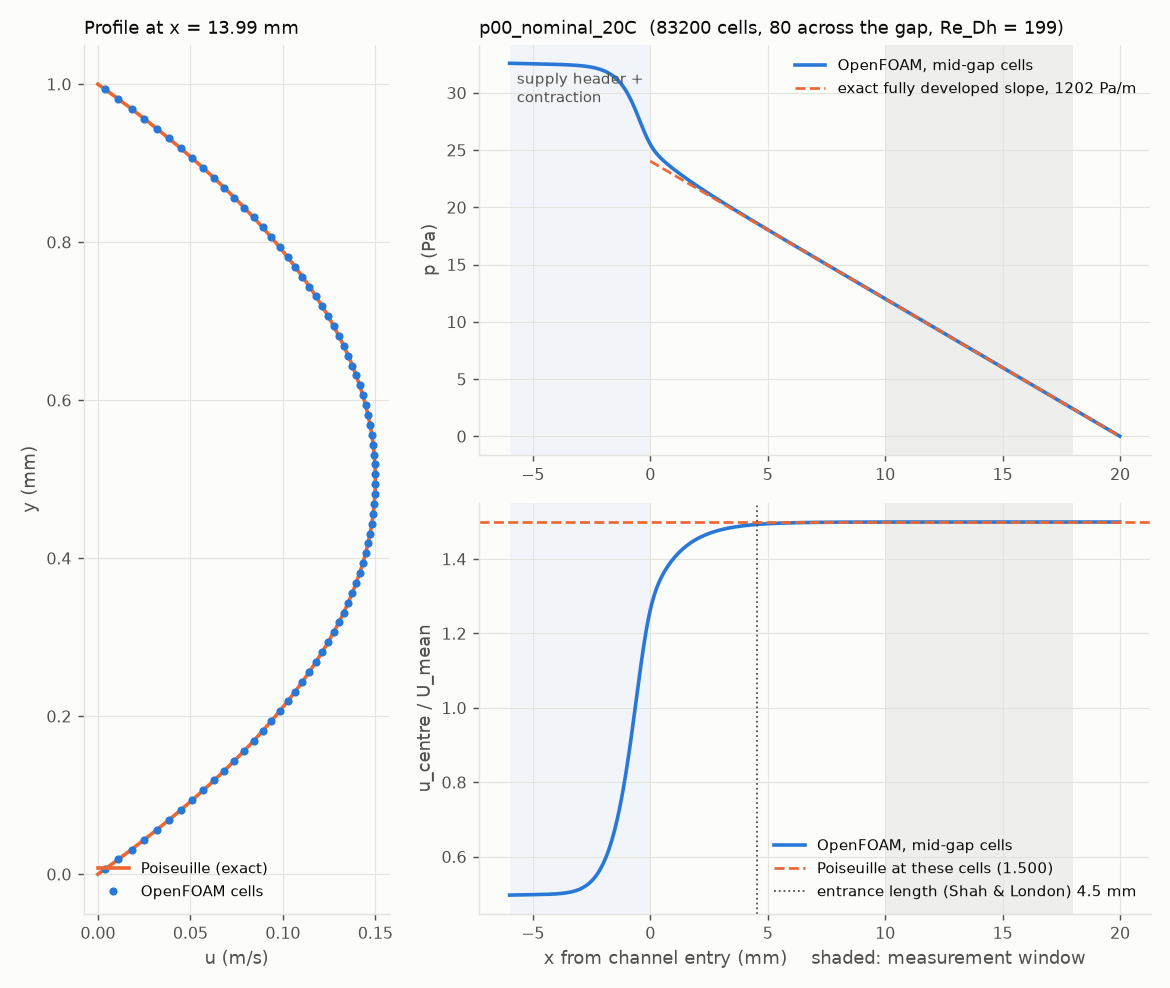 Profile at x = 13.99 mm
1.0
0.8
0.6
0.4
0.2
0.0
y (mm)
0.00 0.05 0.10 0.15
u (m/s)
Poiseuille (exact)
OpenFOAM cells
p00_nominal_20C (83200 cells, 80 across the gap, Re_Dh = 199)
supply header +
contraction
OpenFOAM, mid-gap cells
exact fully developed slope, 1202 Pa/m
30
25
20
15
10
5
0
p (Pa)
−5 0 5 10 15 20
1.4
1.2
1.0
0.8
0.6
u_centre / U_mean
OpenFOAM, mid-gap cells
Poiseuille at these cells (1.500)
entrance length (Shah & London) 4.5 mm
−5 0 5 10 15 20
x from channel entry (mm) shaded: measurement window